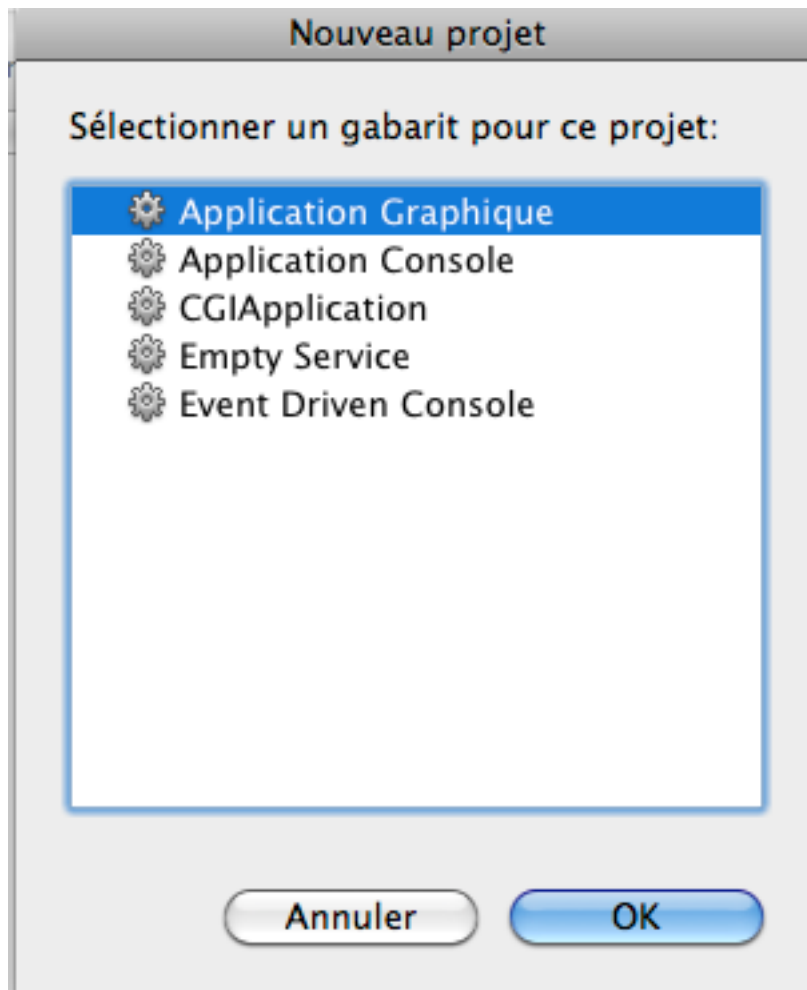 Nouveau projet
Sélectionner un gabarit pour ce projet:
Application Graphique
Application Console
CGIApplication
Empty Service
Event Driven Console
Annuler
OK